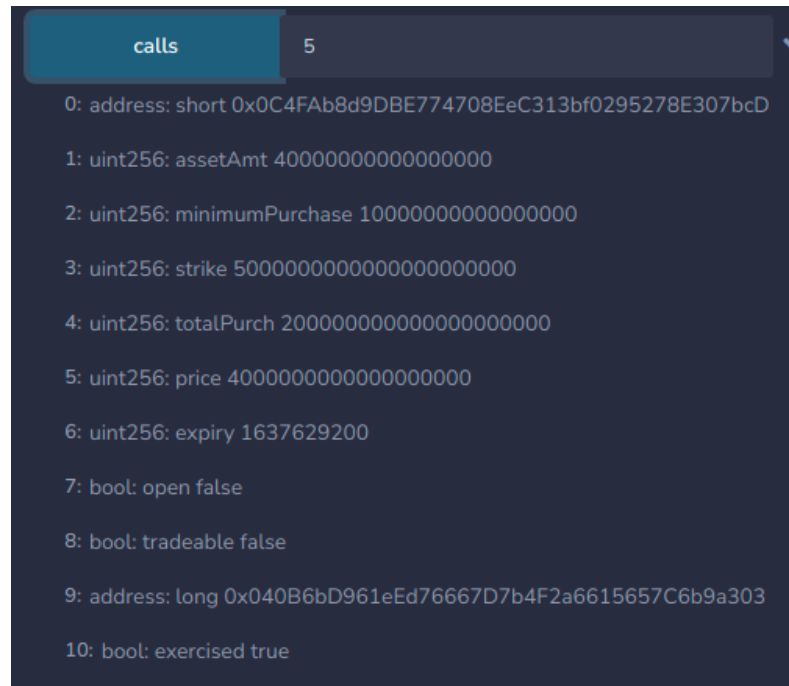 calls
5
0: address: short 0x0C4FAb8d9DBE774708EeC313bf0295278E307bcD
1: uint256: assetAmt 40000000000000000
2: uint256: minimumPurchase 10000000000000000
3: uint256: strike 5000000000000000000000
4: uint256: totalPurch 200000000000000000000
5: uint256: price 4000000000000000000
6: uint256: expiry 1637629200
7: bool: open false
8: bool: tradeable false
9: address: long 0x040B6bD961eEd76667D7b4F2a6615657C6b9a303
10: bool: exercised true